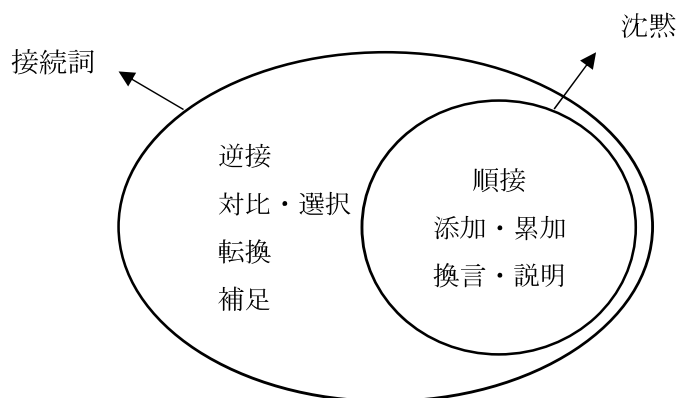 沈黙
接続詞
逆接
対比・選択
転換
補足
順接
添加・累加
換言・説明